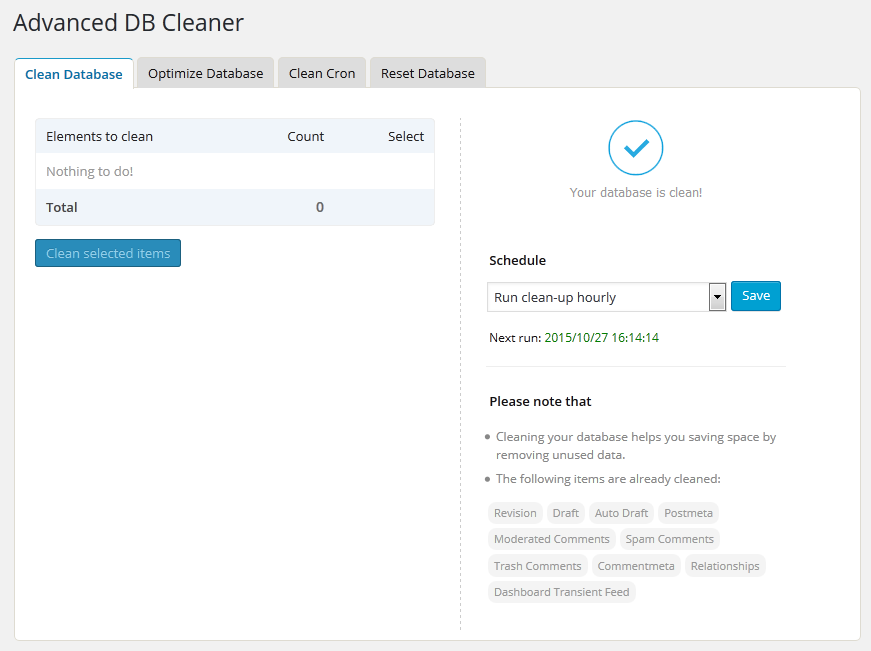 Advanced DB Cleaner
Clean Database Optimize Database Clean Cron Reset Database
Elements to clean Count Select
Nothing to do!
Total 0
Clean selected items
Your database is clean!
Schedule
Run clean-up hourly Save
Next run: 2015/10/27 16:14:14
Please note that
Cleaning your database helps you saving space by
removing unused data.
The following items are already cleaned:
Revision Draft Auto Draft Postmeta
Moderated Comments Spam Comments
Trash Comments Commentmeta Relationships
Dashboard Transient Feed